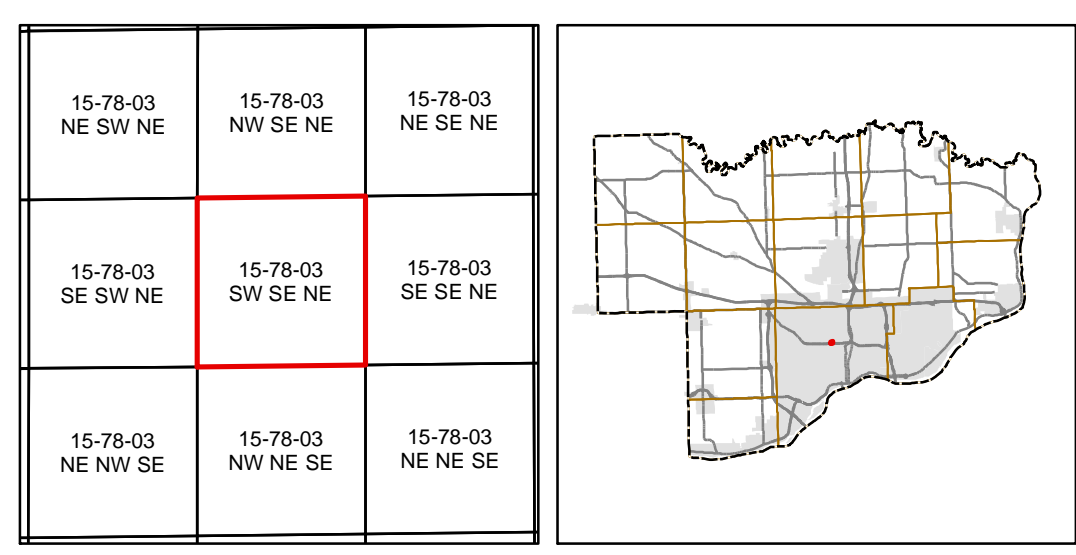 15-78-03
NE SW NE
15-78-03
NW SE NE
15-78-03
NE SE NE
15-78-03
SE SW NE
15-78-03
SW SE NE
15-78-03
SE SE NE
15-78-03
NE NW SE
15-78-03
NW NE SE
15-78-03
NE NE SE